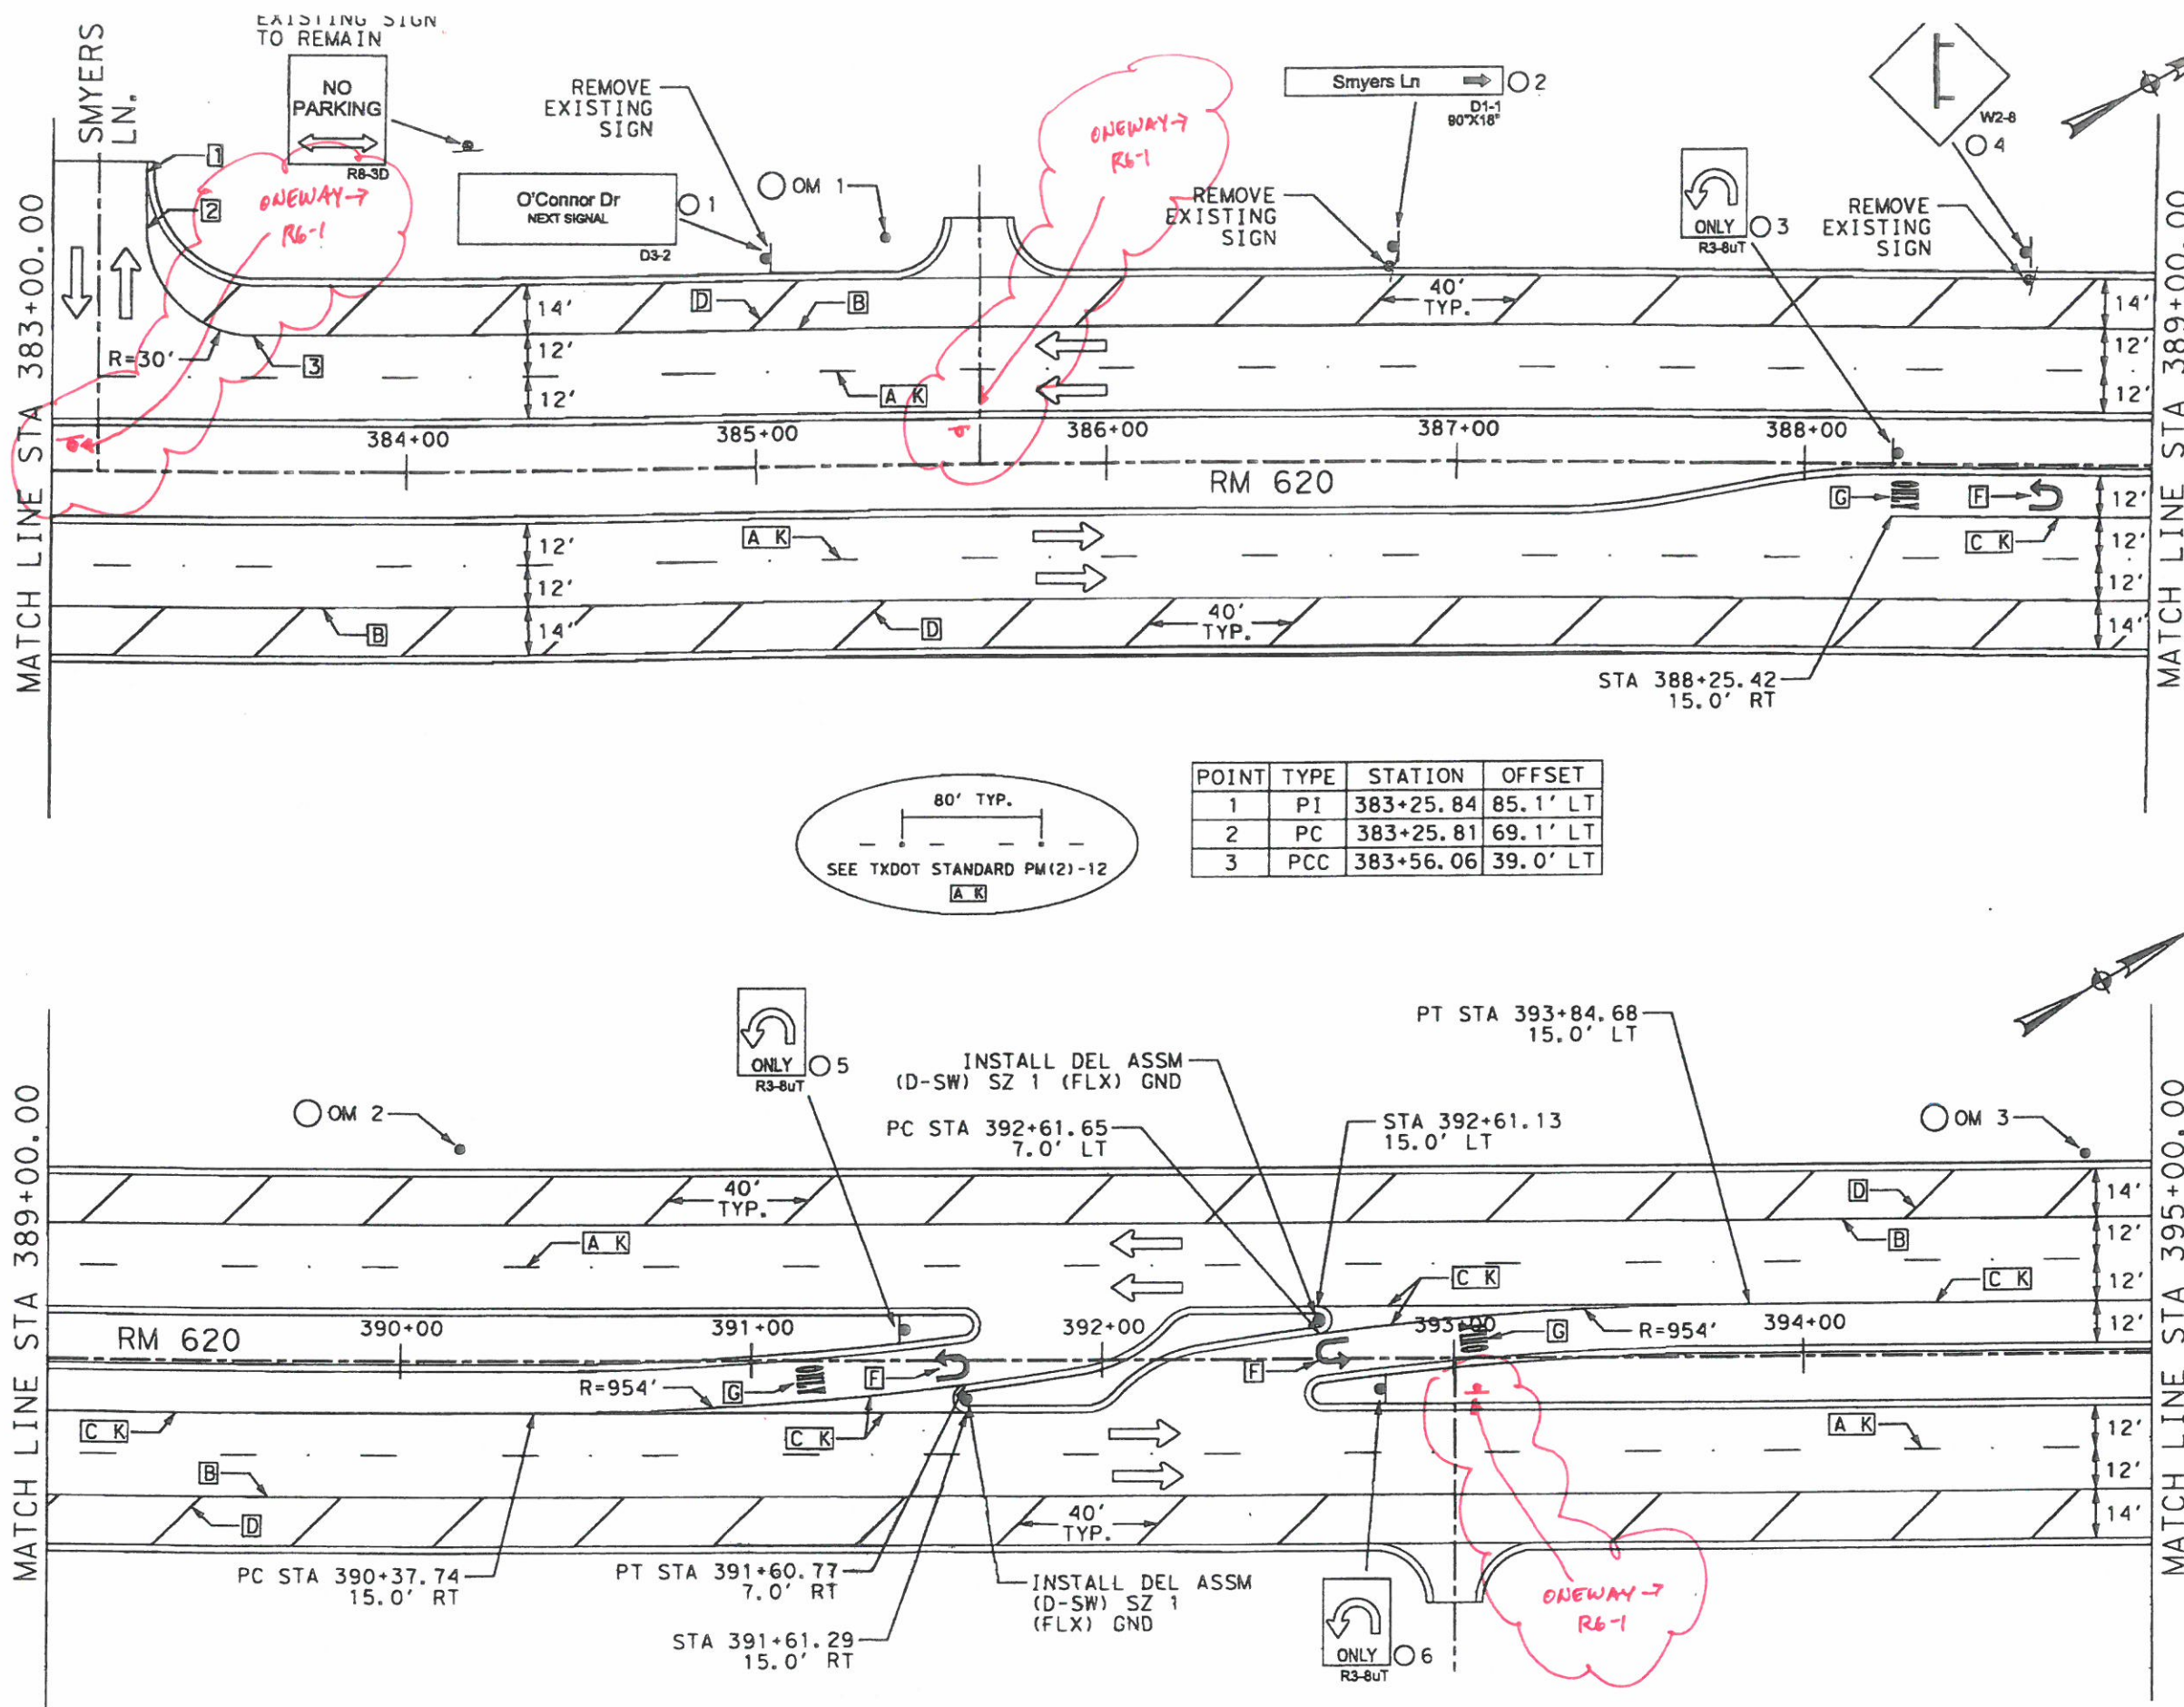 EXISTING SIGN
TO REMAIN
SMYERS
LN.
NO
PARKING
R8-3D
REMOVE
EXISTING
SIGN
O'Connor Dr
NEXT SIGNAL
1
D3-2
OM 1
ONEWAY→
R6-1
ONEWAY→
R6-1
Smyers Ln
2
D1-1
90"X18"
REMOVE
EXISTING
SIGN
ONLY
3
R3-8uT
W2-8
4
REMOVE
EXISTING
SIGN
1
2
3
R=30'
14'
12'
12'
D
B
A K
40'
TYP.
14'
12'
12'
MATCH LINE STA 383+00.00
MATCH LINE STA 389+00.00
384+00
385+00
386+00
387+00
388+00
RM 620
G
F
12'
12'
12'
14'
C K
A K
12'
12'
14'
B
D
40'
TYP.
STA 388+25.42
15.0' RT
80' TYP.
SEE TXDOT STANDARD PM(2)-12
A K
POINT TYPE STATION OFFSET
1 PI 383+25.84 85.1' LT
2 PC 383+25.81 69.1' LT
3 PCC 383+56.06 39.0' LT
ONLY
5
R3-8uT
OM 2
INSTALL DEL ASSM
(D-SW) SZ 1 (FLX) GND
PC STA 392+61.65
7.0' LT
STA 392+61.13
15.0' LT
PT STA 393+84.68
15.0' LT
OM 3
MATCH LINE STA 389+00.00
MATCH LINE STA 395+00.00
40'
TYP.
D
B
14'
12'
12'
12'
A K
C K
C K
RM 620
390+00
391+00
392+00
393+00
394+00
R=954'
G
F
F
G
ONLY
ONLY
R=954'
C K
C K
A K
12'
12'
14'
B
D
40'
TYP.
PC STA 390+37.74
15.0' RT
PT STA 391+60.77
7.0' RT
STA 391+61.29
15.0' RT
INSTALL DEL ASSM
(D-SW) SZ 1
(FLX) GND
ONLY
6
R3-8uT
ONEWAY→
R6-1